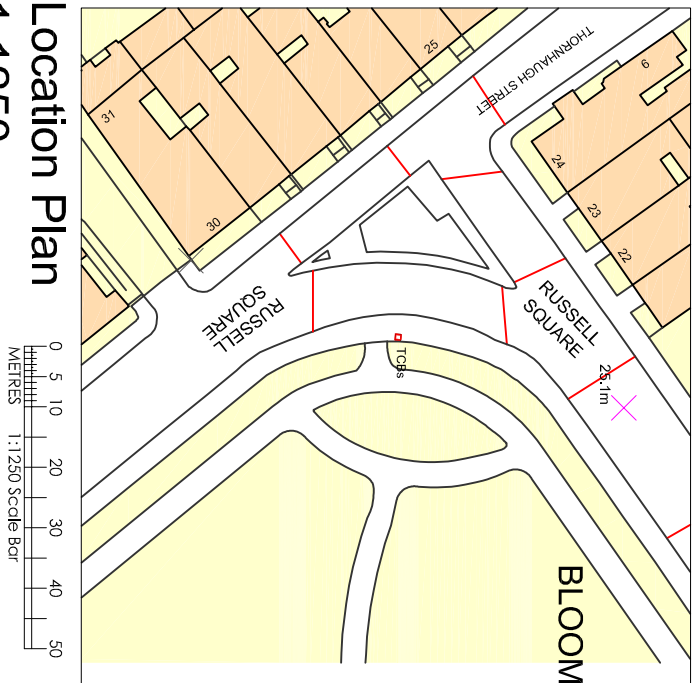 Location Plan
THORNHAUGH STREET
25
6
31
24
30
23
22
RUSSELL
SQUARE
RUSSELL
SQUARE
TCBs
25.1m
BLOOM
0
5
10
20
30
40
50
METRES
1:1250 Scale Bar